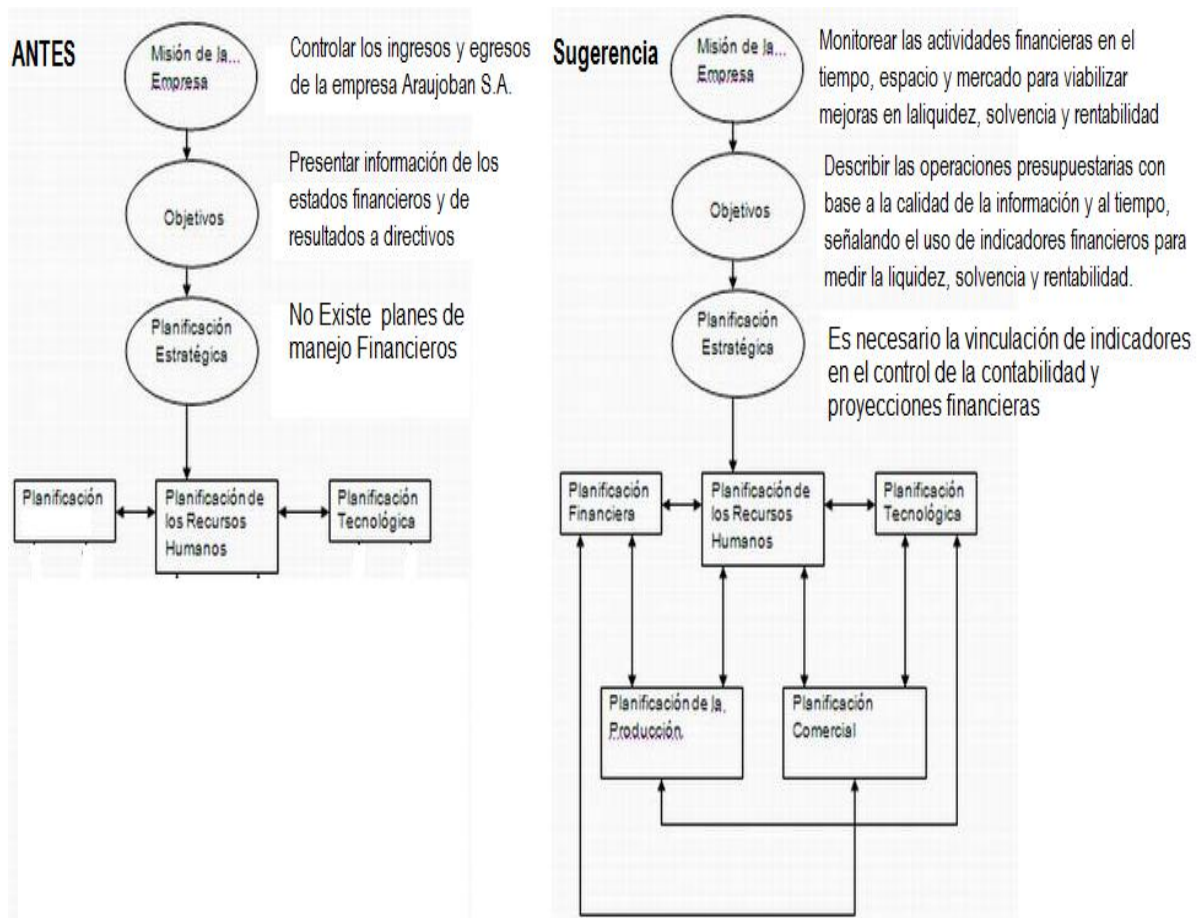 ANTES
Misión de la...
Empresa
Controlar los ingresos y egresos
de la empresa Araujoban S.A.
Objetivos
Presentar información de los
estados financieros y de
resultados a directivos
Planificación
Estratégica
No Existe planes de
manejo Financieros
Planificación
Planificación de
los Recursos
Humanos
Planificación
Tecnológica
Sugerencia
Misión de la...
Empresa
Monitorear las actividades financieras en el
tiempo, espacio y mercado para viabilizar
mejoras en laliquidez, solvencia y rentabilidad
Objetivos
Describir las operaciones presupuestarias con
base a la calidad de la información y al tiempo,
señalando el uso de indicadores financieros para
medir la liquidez, solvencia y rentabilidad.
Planificación
Estratégica
Es necesario la vinculación de indicadores
en el control de la contabilidad y
proyecciones financieras
Planificación
Financiera
Planificación de
los Recursos
Humanos
Planificación
Tecnológica
Planificación de la
Producción
Planificación
Comercial